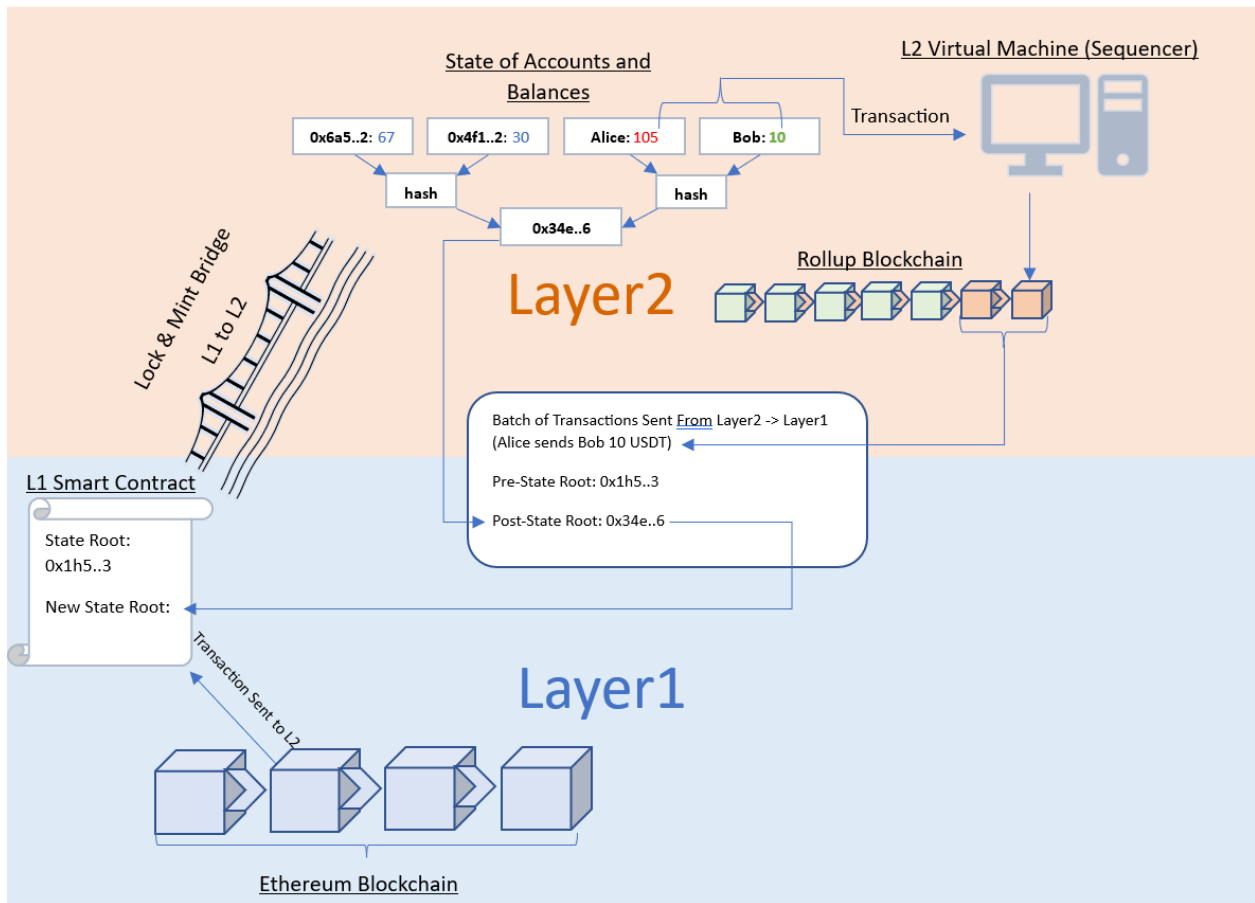 State of Accounts and
Balances
L2 Virtual Machine (Sequencer)
Transaction
0x6a5..2: 67
0x4f1..2: 30
Alice: 105
Bob: 10
hash
hash
0x34e..6
Lock & Mint Bridge
L1 to L2
Layer2
Rollup Blockchain
Batch of Transactions Sent From Layer2 -> Layer1
(Alice sends Bob 10 USDT)
Pre-State Root: 0x1h5..3
Post-State Root: 0x34e..6
L1 Smart Contract
State Root:
0x1h5..3
New State Root:
Transaction Sent to L2
Layer1
Ethereum Blockchain